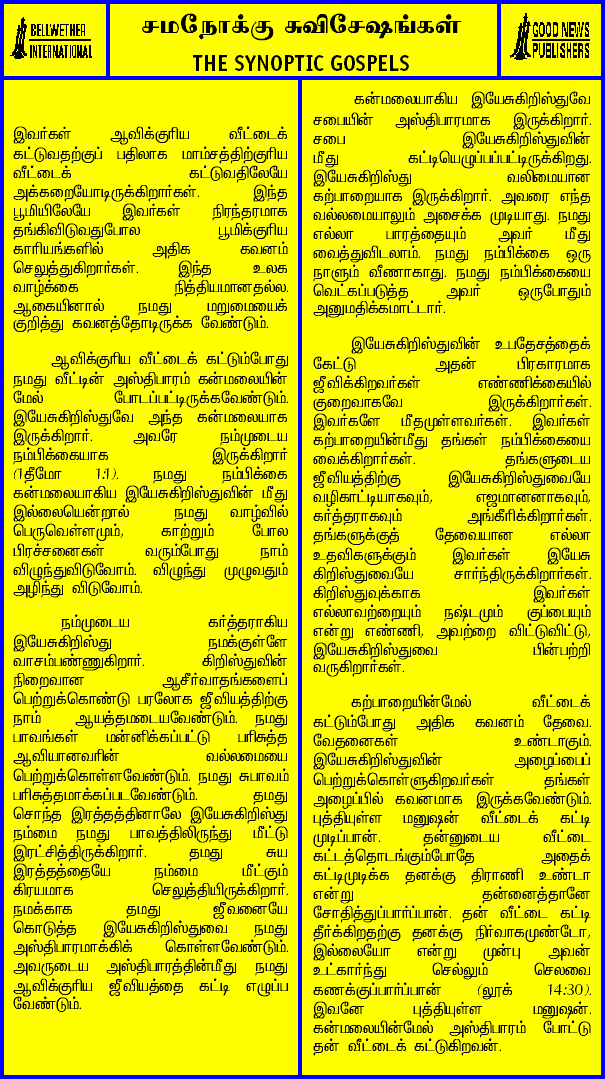 BELLWETHER
INTERNATIONAL
சமநோக்கு சுவிசேஷங்கள்
THE SYNOPTIC GOSPELS
GOOD NEWS
PUBLISHERS
இவர்கள் ஆவிக்குரிய வீட்டைக்
கட்டுவதற்குப் பதிலாக மாம்சத்திற்குரிய
வீட்டைக் கட்டுவதிலேயே
அக்கறையோடிருக்கிறார்கள். இந்த
பூமியிலேயே இவர்கள் நிரந்தரமாக
தங்கிவிடுவதுபோல பூமிக்குரிய
காரியங்களில் அதிக கவனம்
செலுத்துகிறார்கள். இந்த உலக
வாழ்க்கை நித்தியமானதல்ல.
ஆகையினால் நமது மறுமையைக்
குறித்து கவனத்தோடிருக்க வேண்டும்.
ஆவிக்குரிய வீட்டைக் கட்டும்போது
நமது வீட்டின் அஸ்திபாரம் கன்மலையின்
மேல் போடப்பட்டிருக்கவேண்டும்.
இயேசுகிறிஸ்துவே அந்த கன்மலையாக
இருக்கிறார். அவரே நம்முடைய
நம்பிக்கையாக இருக்கிறார்
(1தீமோ 1:1). நமது நம்பிக்கை
கன்மலையாகிய இயேசுகிறிஸ்துவின் மீது
இல்லையென்றால் நமது வாழ்வில்
பெருவெள்ளமும், காற்றும் போல
பிரச்சனைகள் வரும்போது நாம்
விழுந்துவிடுவோம். விழுந்து முழுவதும்
அழிந்து விடுவோம்.
நம்முடைய கர்த்தராகிய
இயேசுகிறிஸ்து நமக்குள்ளே
வாசம்பண்ணுகிறார். கிறிஸ்துவின்
நிறைவான ஆசீர்வாதங்களைப்
பெற்றுக்கொண்டு பரலோக ஜீவியத்திற்கு
நாம் ஆயத்தமடையவேண்டும். நமது
பாவங்கள் மன்னிக்கப்பட்டு பரிசுத்த
ஆவியானவரின் வல்லமையை
பெற்றுக்கொள்ளவேண்டும். நமது சுபாவம்
பரிசுத்தமாக்கப்படவேண்டும். தமது
சொந்த இரத்தத்தினாலே இயேசுகிறிஸ்து
நம்மை நமது பாவத்திலிருந்து மீட்டு
இரட்சித்திருக்கிறார். தமது சுய
இரத்தத்தையே நம்மை மீட்கும்
கிரயமாக செலுத்தியிருக்கிறார்.
நமக்காக தமது ஜீவனையே
கொடுத்த இயேசுகிறிஸ்துவை நமது
அஸ்திபாரமாக்கிக் கொள்ளவேண்டும்.
அவருடைய அஸ்திபாரத்தின்மீது நமது
ஆவிக்குரிய ஜீவியத்தை கட்டி எழுப்ப
வேண்டும்.
கன்மலையாகிய இயேசுகிறிஸ்துவே
சபையின் அஸ்திபாரமாக இருக்கிறார்.
சபை இயேசுகிறிஸ்துவின்
மீது கட்டியெழுப்பப்பட்டிருக்கிறது.
இயேசுகிறிஸ்து வலிமையான
கற்பாறையாக இருக்கிறார். அவரை எந்த
வல்லமையாலும் அசைக்க முடியாது. நமது
எல்லா பாரத்தையும் அவர் மீது
வைத்துவிடலாம். நமது நம்பிக்கை ஒரு
நாளும் வீணாகாது. நமது நம்பிக்கையை
வெட்கப்படுத்த அவர் ஒருபோதும்
அனுமதிக்கமாட்டார்.
இயேசுகிறிஸ்துவின் உபதேசத்தைக்
கேட்டு அதன் பிரகாரமாக
ஜீவிக்கிறவர்கள் எண்ணிக்கையில்
குறைவாகவே இருக்கிறார்கள்.
இவர்களே மீதமுள்ளவர்கள். இவர்கள்
கற்பாறையின்மீது தங்கள் நம்பிக்கையை
வைக்கிறார்கள். தங்களுடைய
ஜீவியத்திற்கு இயேசுகிறிஸ்துவையே
வழிகாட்டியாகவும், எஜமானனாகவும்,
கர்த்தராகவும் அங்கீரிக்கிறார்கள்.
தங்களுக்குத் தேவையான எல்லா
உதவிகளுக்கும் இவர்கள் இயேசு
கிறிஸ்துவையே சார்ந்திருக்கிறார்கள்.
கிறிஸ்துவுக்காக இவர்கள்
எல்லாவற்றையும் நஷ்டமும் குப்பையும்
என்று எண்ணி, அவற்றை விட்டுவிட்டு,
இயேசுகிறிஸ்துவை பின்பற்றி
வருகிறார்கள்.
கற்பாறையின்மேல் வீட்டைக்
கட்டும்போது அதிக கவனம் தேவை.
வேதனைகள் உண்டாகும்.
இயேசுகிறிஸ்துவின் அழைப்பைப்
பெற்றுக்கொள்ளுகிறவர்கள் தங்கள்
அழைப்பில் கவனமாக இருக்கவேண்டும்.
புத்தியுள்ள மனுஷன் வீட்டைக் கட்டி
முடிப்பான். தன்னுடைய வீட்டை
கட்டத்தொடங்கும்போதே அதைக்
கட்டிமுடிக்க தனக்கு திராணி உண்டா
என்று தன்னைத்தானே
சோதித்துப்பார்ப்பான். தன் வீட்டை கட்டி
தீர்க்கிறதற்கு தனக்கு நிர்வாகமுண்டோ,
இல்லையோ என்று முன்பு அவன்
உட்கார்ந்து செல்லும் செலவை
கணக்குப்பார்ப்பான் (லூக் 14:30).
இவனே புத்தியுள்ள மனுஷன்.
கன்மலையின்மேல் அஸ்திபாரம் போட்டு
தன் வீட்டைக் கட்டுகிறவன்.